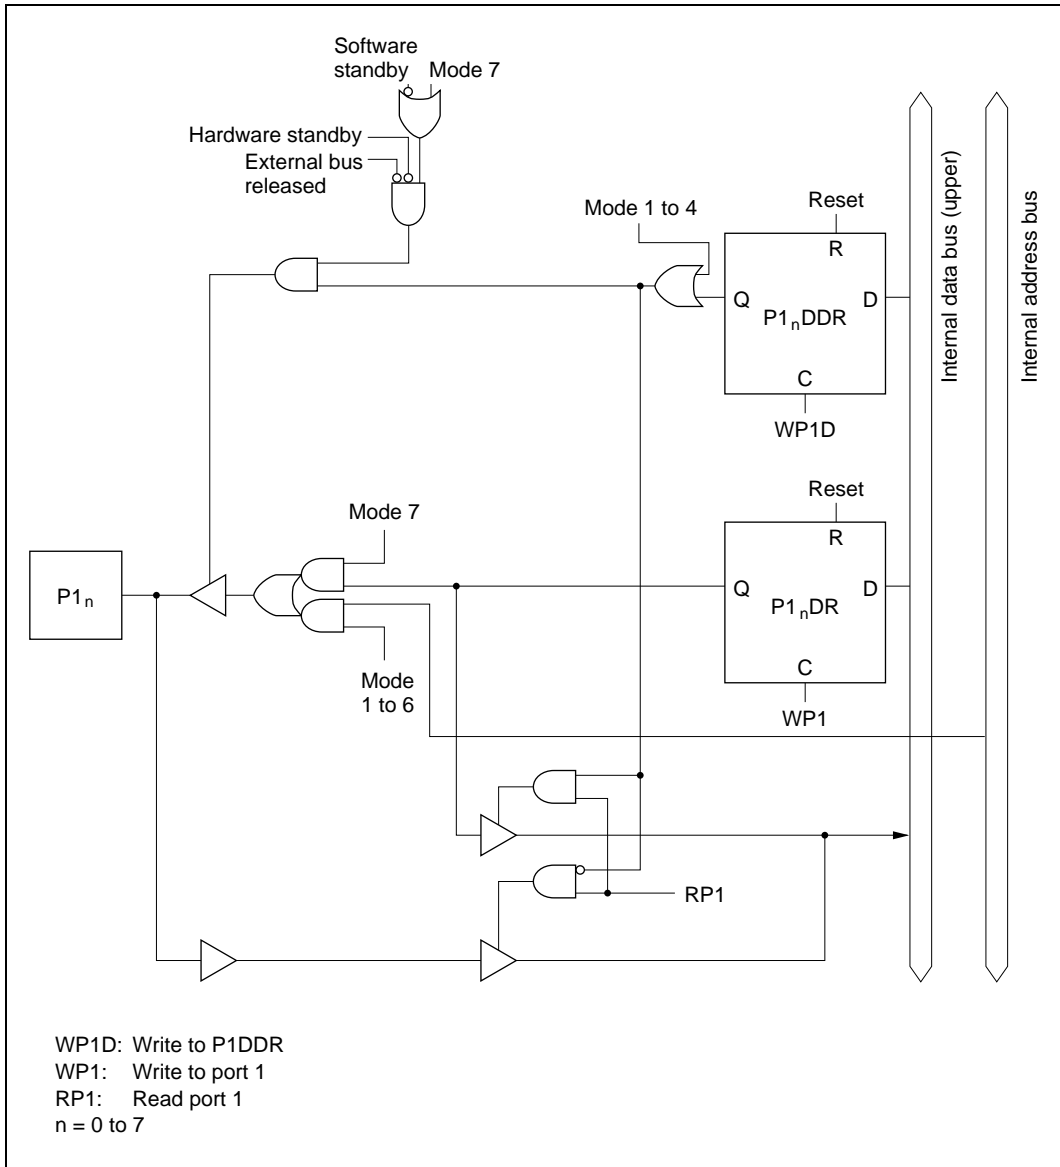 Software
standby
Mode 7
Hardware standby
External bus
released
Mode 1 to 4
Reset
R
Q
D
P1nDDR
C
WP1D
Internal data bus (upper)
Internal address bus
Mode 7
Reset
R
P1n
Q
D
P1nDR
C
WP1
Mode
1 to 6
RP1
WP1D: Write to P1DDR
WP1: Write to port 1
RP1: Read port 1
n = 0 to 7